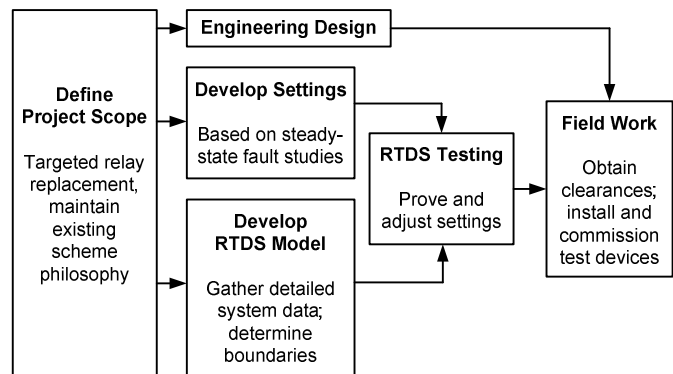 Define
Project Scope
Targeted relay
replacement,
maintain
existing
scheme
philosophy
Engineering Design
Develop Settings
Based on steady-
state fault studies
Develop
RTDS Model
Gather detailed
system data;
determine
boundaries
RTDS Testing
Prove and
adjust settings
Field Work
Obtain
clearances;
install and
commission
test devices